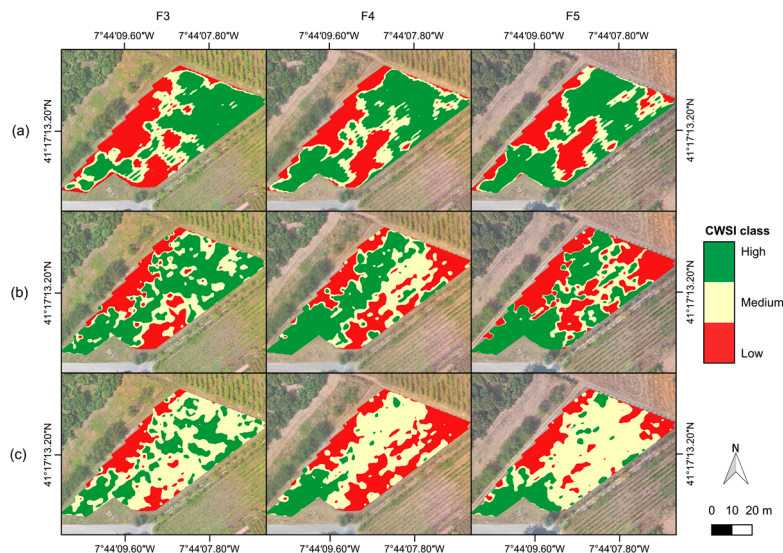 F3 F4 F5
7°44'09.60"W 7°44'07.80"W 7°44'09.60"W 7°44'07.80"W 7°44'09.60"W 7°44'07.80"W
(a) 41°17'13.20"N 41°17'13.20"N
(b) 41°17'13.20"N 41°17'13.20"N
CWSI class
High
Medium
Low
(c) 41°17'13.20"N 41°17'13.20"N
N
0 10 20 m
7°44'09.60"W 7°44'07.80"W 7°44'09.60"W 7°44'07.80"W 7°44'09.60"W 7°44'07.80"W